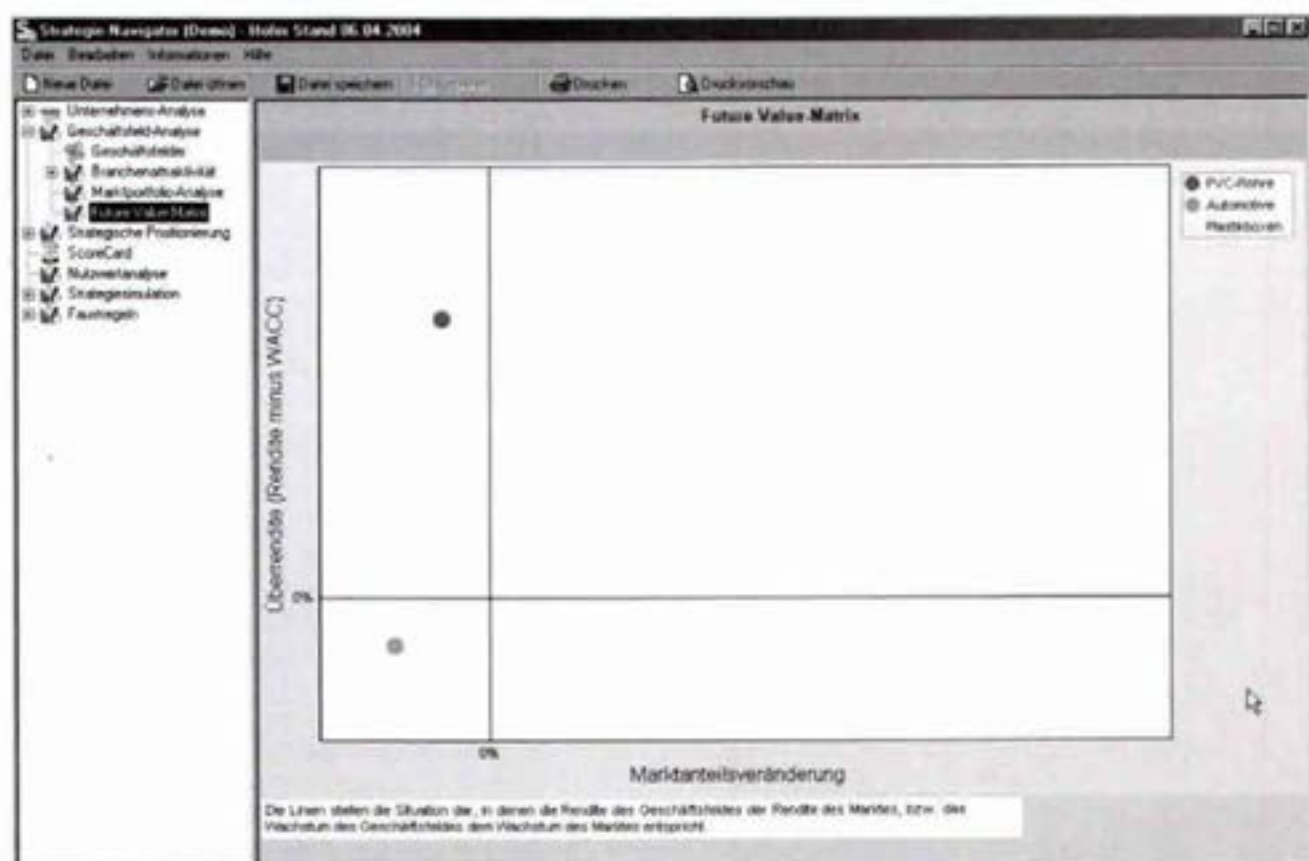 Strategie Navigator (Demo) - Hofer Stand 06.04.2004
Datei Bearbeiten Informationen Hilfe
Neue Datei Datei öffnen Datei speichern Drucken Druckvorschau
Unternehmens-Analyse
Geschäftsfeld-Analyse
Geschäftsfelder
Branchenattraktivität
Marktportfolio-Analyse
Future Value-Matrix
Strategische Positionierung
ScoreCard
Nutzwertanalyse
Strategiesimulation
Faustregeln
Future Value-Matrix
PVC-Rohre
Automotive
Plastikboxen
Überrendite (Rendite minus WACC)
0%
0%
Marktanteilsveränderung
Die Linien stellen die Situation dar, in denen die Rendite des Geschäftsfeldes der Rendite des Marktes, bzw. das
Wachstum des Geschäftsfeldes dem Wachstum des Marktes entspricht.